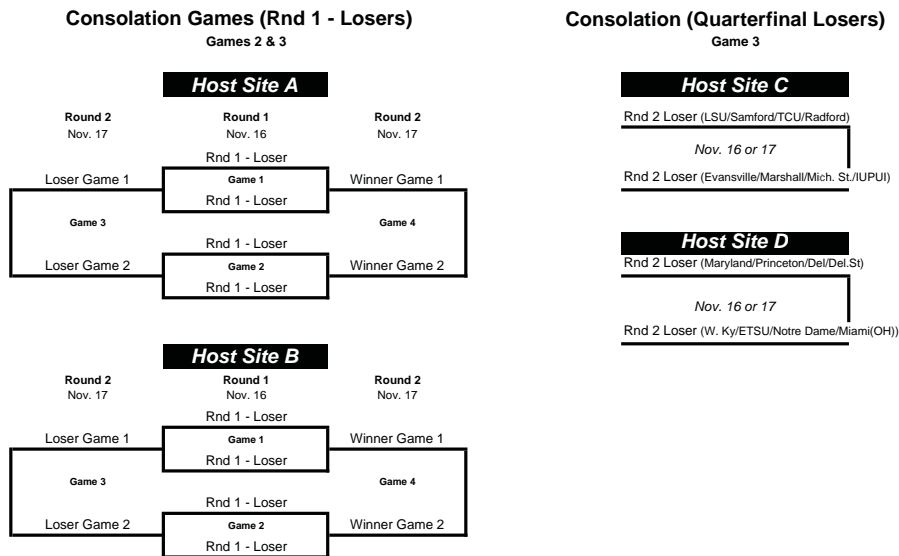 Consolation Games (Rnd 1 - Losers)
Games 2 & 3
Host Site A
Round 2
Nov. 17
Round 1
Nov. 16
Round 2
Nov. 17
Rnd 1 - Loser
Loser Game 1
Game 1
Winner Game 1
Rnd 1 - Loser
Game 3
Game 4
Rnd 1 - Loser
Loser Game 2
Game 2
Winner Game 2
Rnd 1 - Loser
Host Site B
Round 2
Nov. 17
Round 1
Nov. 16
Round 2
Nov. 17
Rnd 1 - Loser
Loser Game 1
Game 1
Winner Game 1
Rnd 1 - Loser
Game 3
Game 4
Rnd 1 - Loser
Loser Game 2
Game 2
Winner Game 2
Rnd 1 - Loser
Consolation (Quarterfinal Losers)
Game 3
Host Site C
Rnd 2 Loser (LSU/Samford/TCU/Radford)
Nov. 16 or 17
Rnd 2 Loser (Evansville/Marshall/Mich. St./IUPUI)
Host Site D
Rnd 2 Loser (Maryland/Princeton/Del/Del.St)
Nov. 16 or 17
Rnd 2 Loser (W. Ky/ETSU/Notre Dame/Miami(OH))